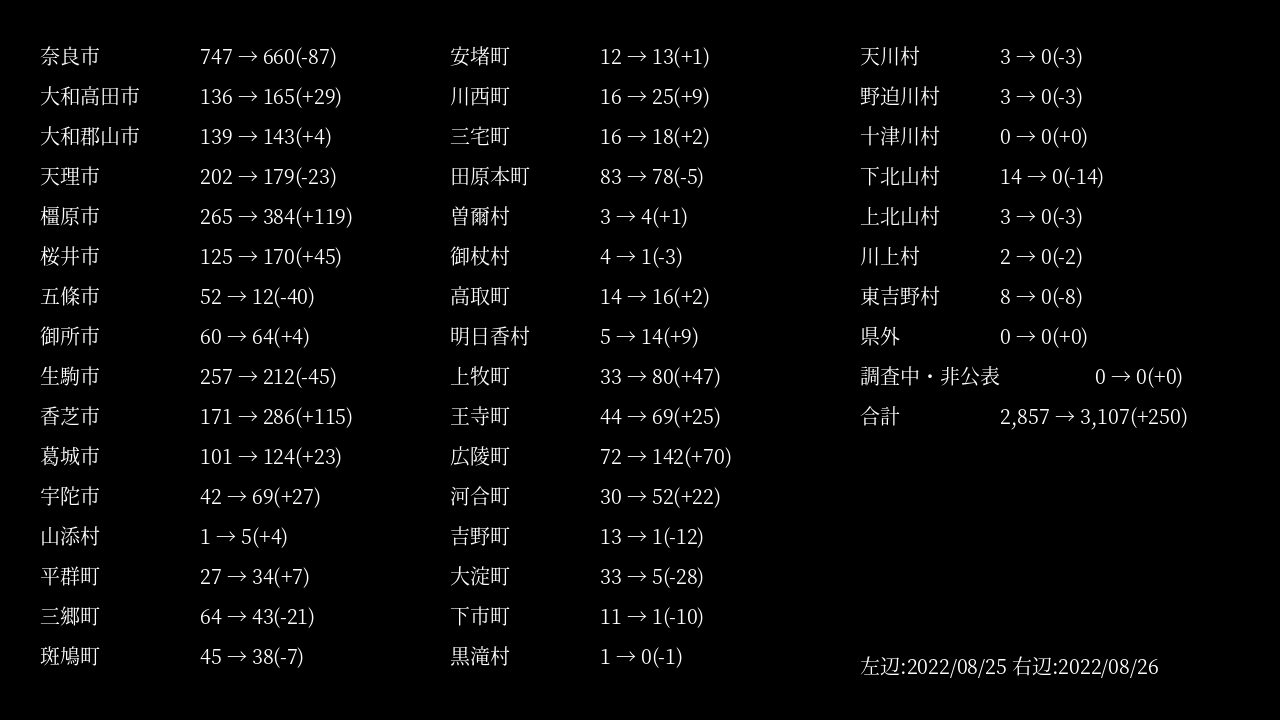 奈良市 747 → 660(-87)
大和高田市 136 → 165(+29)
大和郡山市 139 → 143(+4)
天理市 202 → 179(-23)
橿原市 265 → 384(+119)
桜井市 125 → 170(+45)
五條市 52 → 12(-40)
御所市 60 → 64(+4)
生駒市 257 → 212(-45)
香芝市 171 → 286(+115)
葛城市 101 → 124(+23)
宇陀市 42 → 69(+27)
山添村 1 → 5(+4)
平群町 27 → 34(+7)
三郷町 64 → 43(-21)
斑鳩町 45 → 38(-7)
安堵町 12 → 13(+1)
川西町 16 → 25(+9)
三宅町 16 → 18(+2)
田原本町 83 → 78(-5)
曽爾村 3 → 4(+1)
御杖村 4 → 1(-3)
高取町 14 → 16(+2)
明日香村 5 → 14(+9)
上牧町 33 → 80(+47)
王寺町 44 → 69(+25)
広陵町 72 → 142(+70)
河合町 30 → 52(+22)
吉野町 13 → 1(-12)
大淀町 33 → 5(-28)
下市町 11 → 1(-10)
黒滝村 1 → 0(-1)
天川村 3 → 0(-3)
野迫川村 3 → 0(-3)
十津川村 0 → 0(+0)
下北山村 14 → 0(-14)
上北山村 3 → 0(-3)
川上村 2 → 0(-2)
東吉野村 8 → 0(-8)
県外 0 → 0(+0)
調査中・非公表 0 → 0(+0)
合計 2,857 → 3,107(+250)
左辺:2022/08/25 右辺:2022/08/26